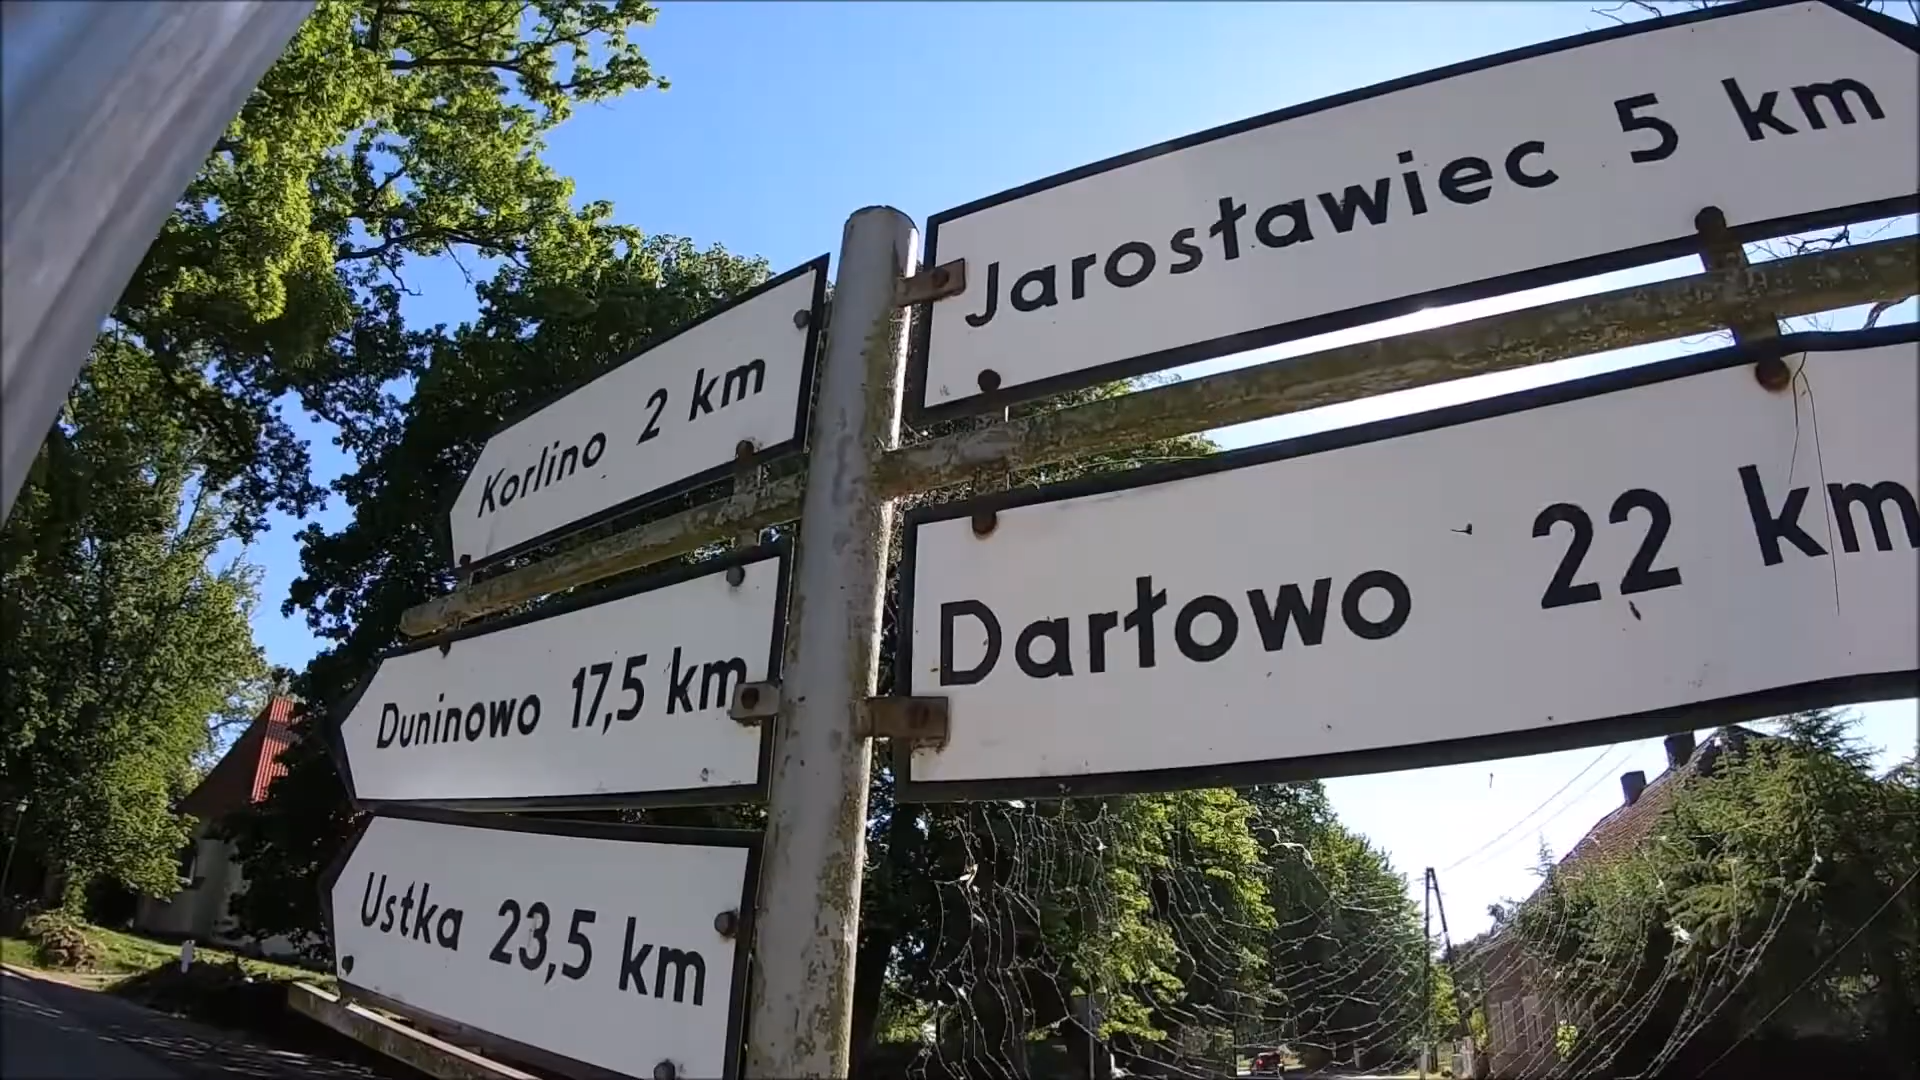 Korlino 2 km
Duninowo 17,5 km
Ustka 23,5 km
Jarosławiec 5 km
Darłowo 22 km